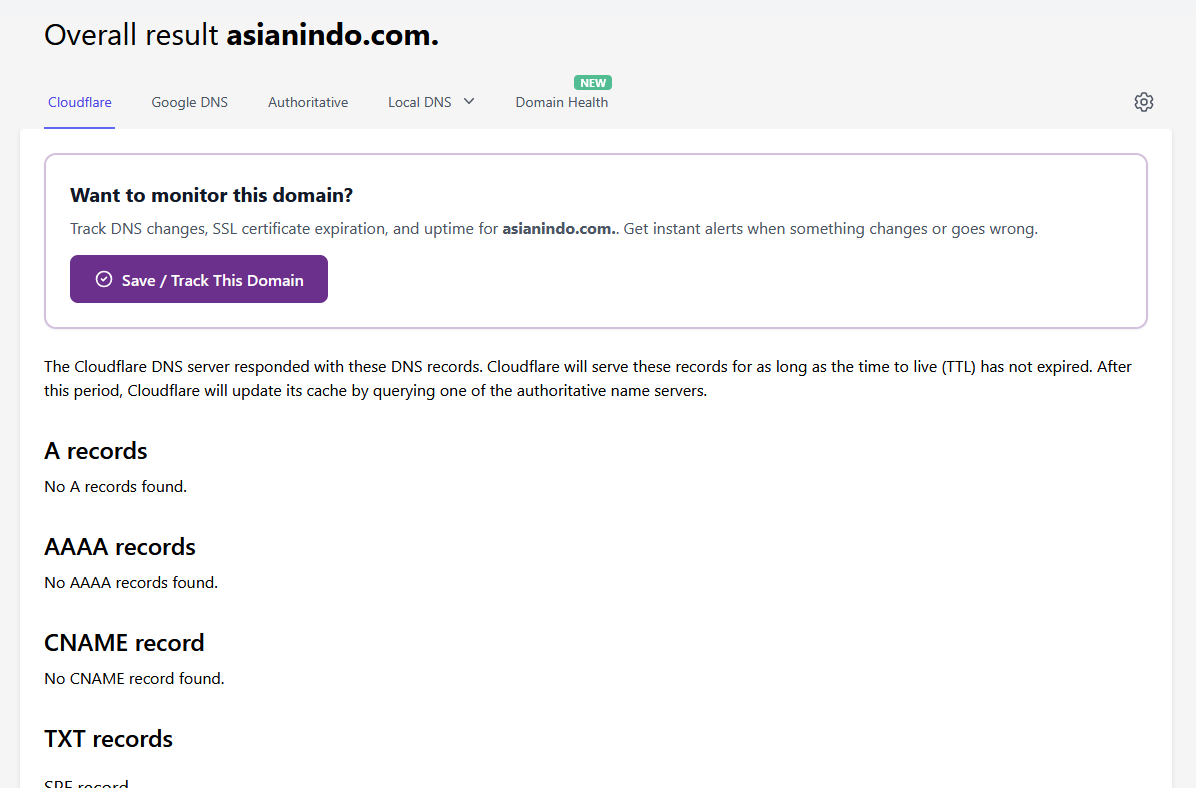 Overall result asianindo.com.
NEW
Cloudflare Google DNS Authoritative Local DNS Domain Health
Want to monitor this domain?
Track DNS changes, SSL certificate expiration, and uptime for asianindo.com.. Get instant alerts when something changes or goes wrong.
Save / Track This Domain
The Cloudflare DNS server responded with these DNS records. Cloudflare will serve these records for as long as the time to live (TTL) has not expired. After
this period, Cloudflare will update its cache by querying one of the authoritative name servers.
A records
No A records found.
AAAA records
No AAAA records found.
CNAME record
No CNAME record found.
TXT records
SPF record